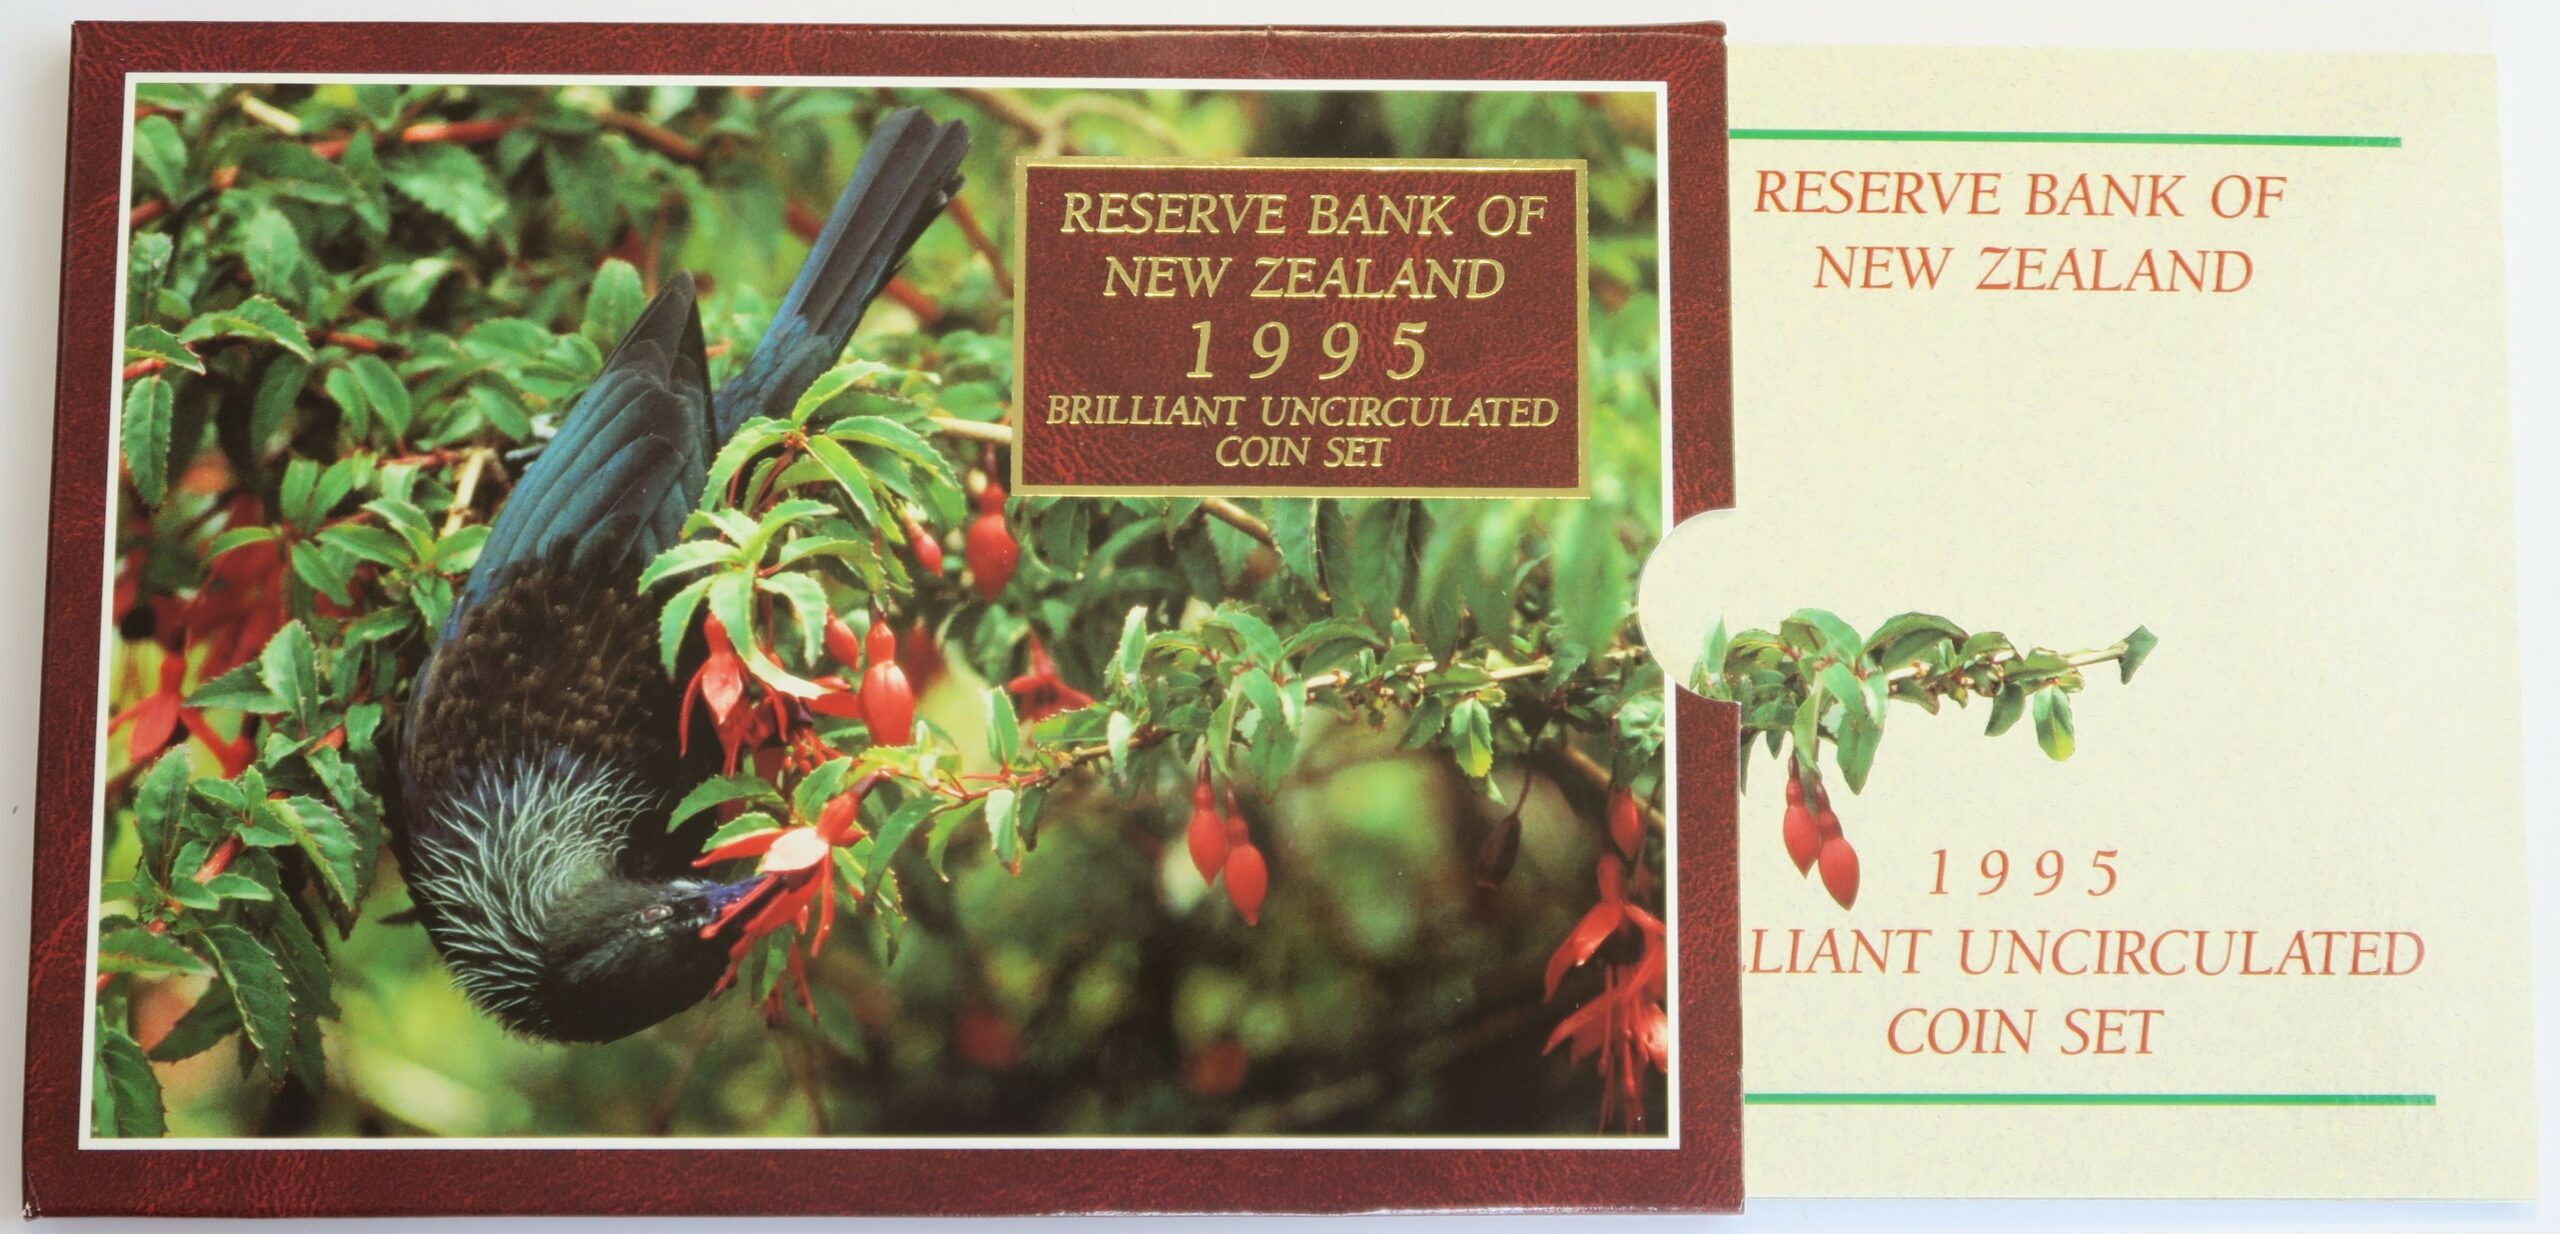 RESERVE BANK OF
NEW ZEALAND
1995
BRILLIANT UNCIRCULATED
COIN SET
RESERVE BANK OF
NEW ZEALAND
1995
LLIANT UNCIRCULATED
COIN SET